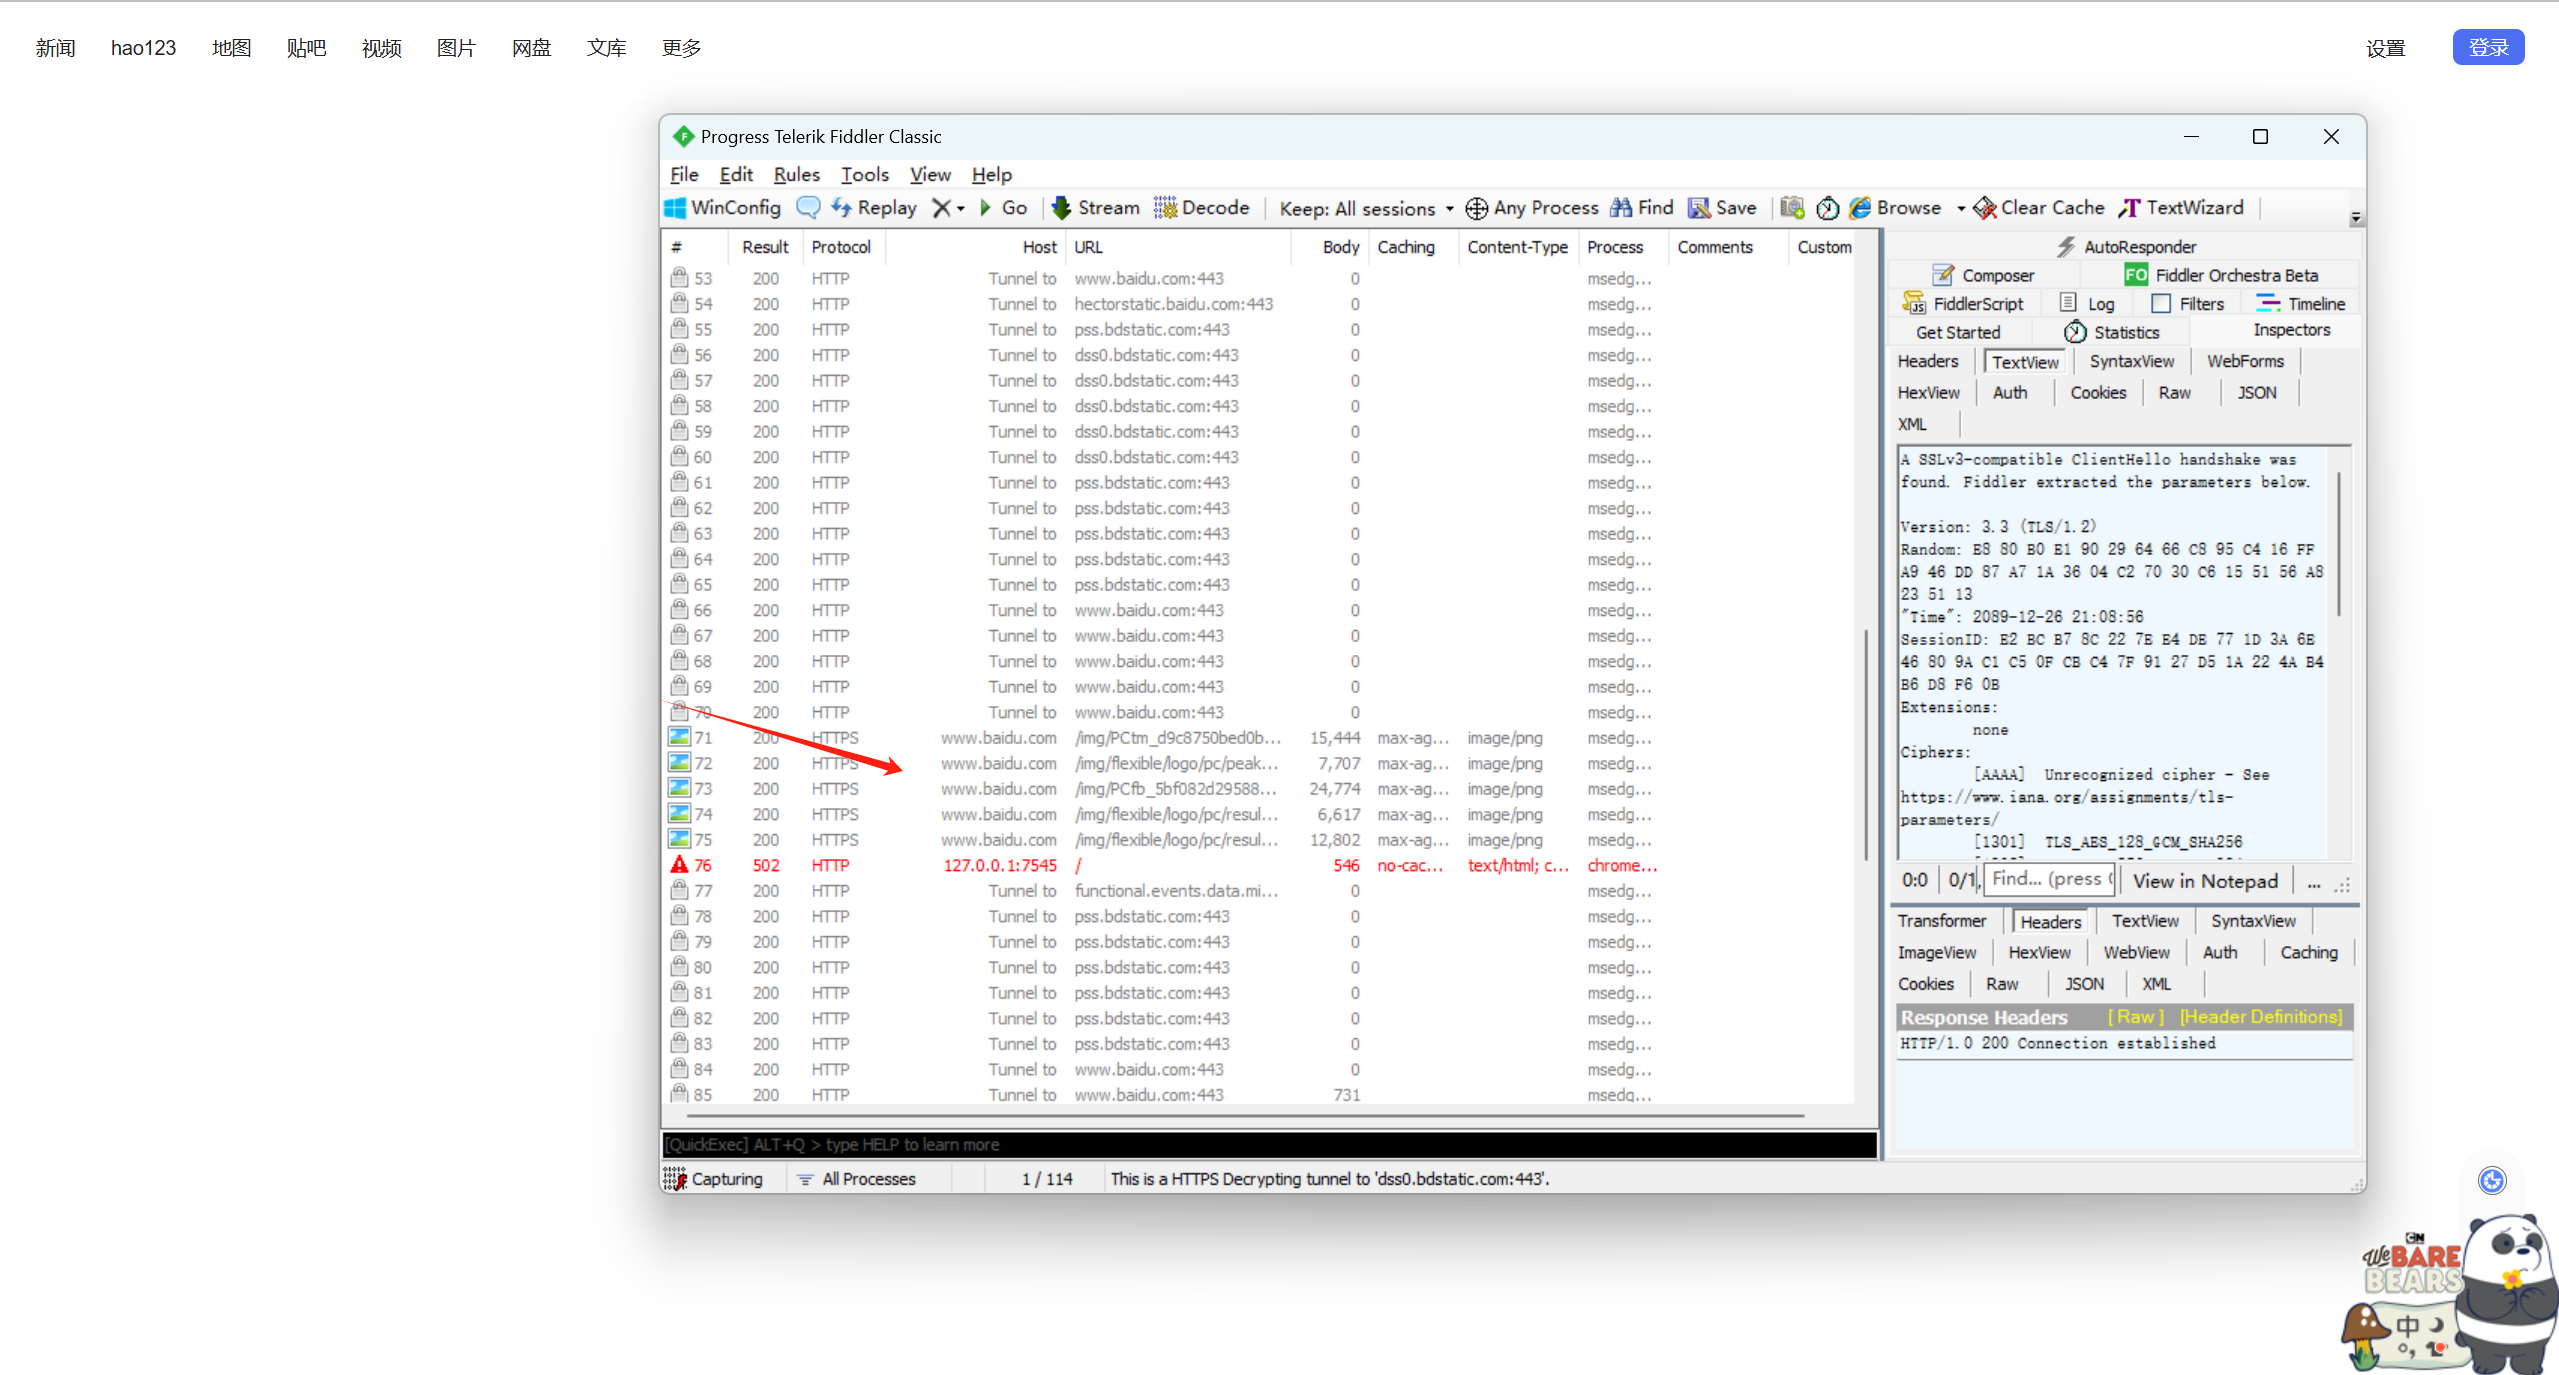 新闻 hao123 地图 贴吧 视频 图片 网盘 文库 更多 设置 登录
Progress Telerik Fiddler Classic
File Edit Rules Tools View Help
WinConfig Replay Go Stream Decode Keep: All sessions Any Process Find Save Browse Clear Cache TextWizard
# Result Protocol Host URL Body Caching Content-Type Process Comments Custom
53 200 HTTP Tunnel to www.baidu.com:443 0 msedg...
54 200 HTTP Tunnel to hectorstatic.baidu.com:443 0 msedg...
55 200 HTTP Tunnel to pss.bdstatic.com:443 0 msedg...
56 200 HTTP Tunnel to dss0.bdstatic.com:443 0 msedg...
57 200 HTTP Tunnel to dss0.bdstatic.com:443 0 msedg...
58 200 HTTP Tunnel to dss0.bdstatic.com:443 0 msedg...
59 200 HTTP Tunnel to dss0.bdstatic.com:443 0 msedg...
60 200 HTTP Tunnel to dss0.bdstatic.com:443 0 msedg...
61 200 HTTP Tunnel to pss.bdstatic.com:443 0 msedg...
62 200 HTTP Tunnel to pss.bdstatic.com:443 0 msedg...
63 200 HTTP Tunnel to pss.bdstatic.com:443 0 msedg...
64 200 HTTP Tunnel to pss.bdstatic.com:443 0 msedg...
65 200 HTTP Tunnel to pss.bdstatic.com:443 0 msedg...
66 200 HTTP Tunnel to www.baidu.com:443 0 msedg...
67 200 HTTP Tunnel to www.baidu.com:443 0 msedg...
68 200 HTTP Tunnel to www.baidu.com:443 0 msedg...
69 200 HTTP Tunnel to www.baidu.com:443 0 msedg...
70 200 HTTP Tunnel to www.baidu.com:443 0 msedg...
71 200 HTTPS www.baidu.com /img/PCtm_d9c8750bed0b... 15,444 max-ag... image/png msedg...
72 200 HTTPS www.baidu.com /img/flexible/logo/pc/peak... 7,707 max-ag... image/png msedg...
73 200 HTTPS www.baidu.com /img/PCfb_5bf082d29588... 24,774 max-ag... image/png msedg...
74 200 HTTPS www.baidu.com /img/flexible/logo/pc/resul... 6,617 max-ag... image/png msedg...
75 200 HTTPS www.baidu.com /img/flexible/logo/pc/resul... 12,802 max-ag... image/png msedg...
76 502 HTTP 127.0.0.1:7545 / 546 no-cac... text/html; c... chrome...
77 200 HTTP Tunnel to functional.events.data.mi... 0 msedg...
78 200 HTTP Tunnel to pss.bdstatic.com:443 0 msedg...
79 200 HTTP Tunnel to pss.bdstatic.com:443 0 msedg...
80 200 HTTP Tunnel to pss.bdstatic.com:443 0 msedg...
81 200 HTTP Tunnel to pss.bdstatic.com:443 0 msedg...
82 200 HTTP Tunnel to pss.bdstatic.com:443 0 msedg...
83 200 HTTP Tunnel to pss.bdstatic.com:443 0 msedg...
84 200 HTTP Tunnel to www.baidu.com:443 0 msedg...
85 200 HTTP Tunnel to www.baidu.com:443 731 msedg...
[QuickExec] ALT+Q > type HELP to learn more
Capturing All Processes 1 / 114 This is a HTTPS Decrypting tunnel to 'dss0.bdstatic.com:443'.
AutoResponder
Composer FO Fiddler Orchestra Beta
JS FiddlerScript Log Filters Timeline
Get Started Statistics Inspectors
Headers TextView SyntaxView WebForms
HexView Auth Cookies Raw JSON
XML
A SSLv3-compatible ClientHello handshake was
found. Fiddler extracted the parameters below.
Version: 3.3 (TLS/1.2)
Random: E8 80 B0 E1 90 29 64 66 C8 95 C4 16 FF
A9 46 DD 87 A7 1A 36 04 C2 70 30 C6 15 51 56 A8
23 51 13
"Time": 2089-12-26 21:08:56
SessionID: E2 BC B7 8C 22 7E E4 DE 77 1D 3A 6E
46 80 9A C1 C5 0F CB C4 7F 91 27 D5 1A 22 4A B4
B6 D8 F6 0B
Extensions:
none
Ciphers:
[AAAA] Unrecognized cipher - See
https://www.iana.org/assignments/tls-
parameters/
[1301] TLS_AES_128_GCM_SHA256
0:0 0/1, Find... (press View in Notepad ...
Transformer Headers TextView SyntaxView
ImageView HexView WebView Auth Caching
Cookies Raw JSON XML
Response Headers [ Raw ] [Header Definitions]
HTTP/1.0 200 Connection established
CN
We BARE
BEARS
中